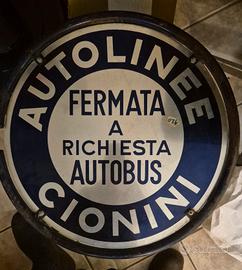 AUTOLINEE
FERMATA
A
RICHIESTA
AUTOBUS
CIONINI